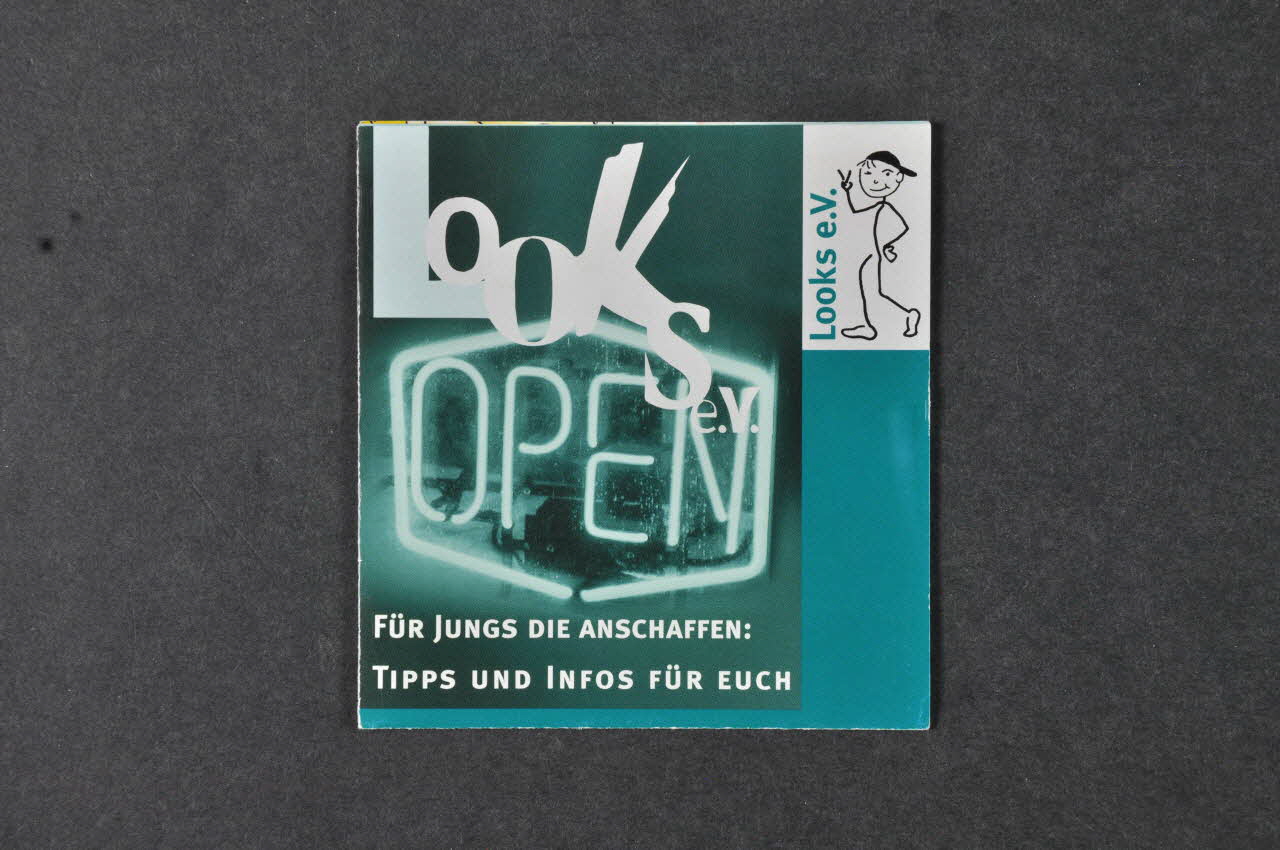 Looks e.V.
Looks e.V.
OPEN
FÜR JUNGS DIE ANSCHAFFEN:
TIPPS UND INFOS FÜR EUCH